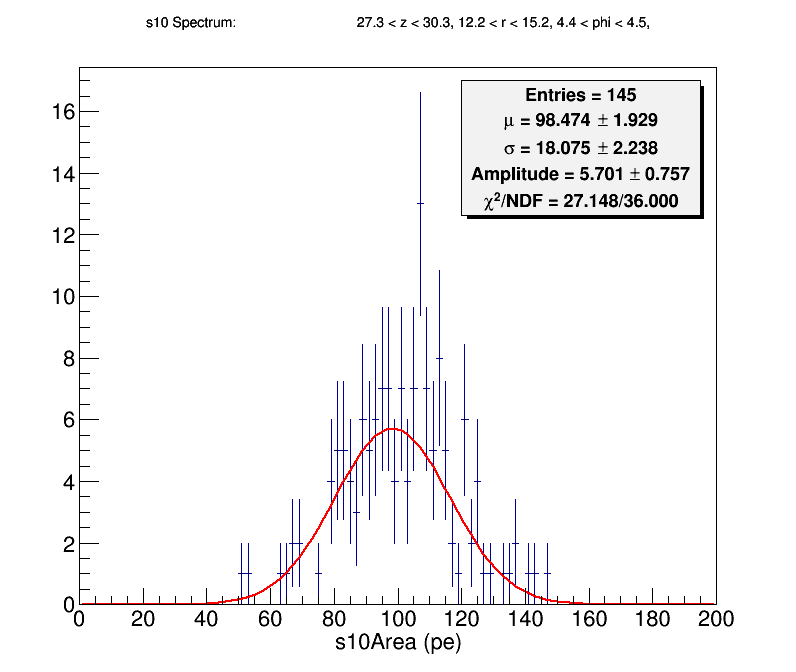 s10 Spectrum: 27.3 < z < 30.3, 12.2 < r < 15.2, 4.4 < phi < 4.5,
Entries = 145
μ = 98.474 ± 1.929
σ = 18.075 ± 2.238
Amplitude = 5.701 ± 0.757
χ²/NDF = 27.148/36.000
16
14
12
10
8
6
4
2
0
0 20 40 60 80 100 120 140 160 180 200
s10Area (pe)